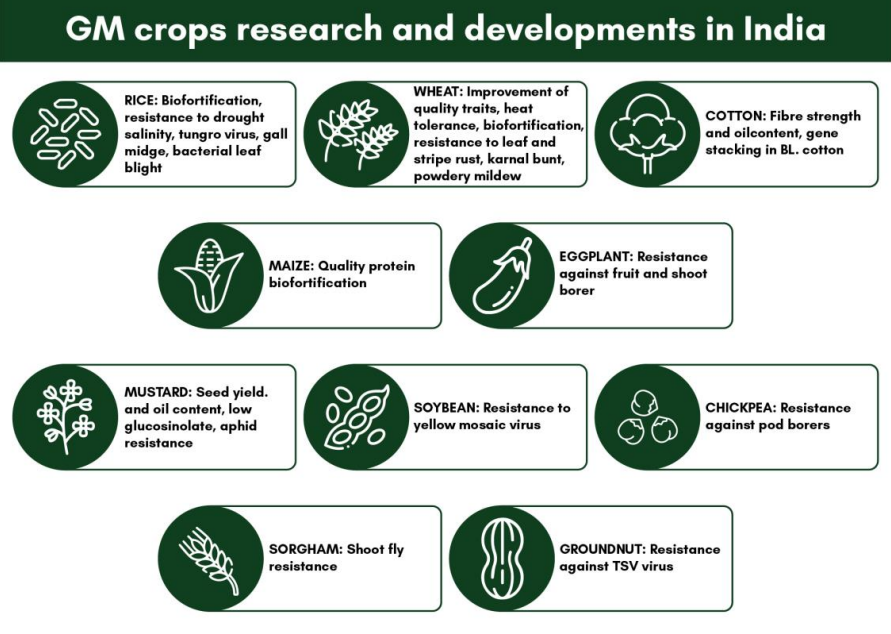 GM crops research and developments in India
RICE: Biofortification,
resistance to drought
salinity, tungro virus, gall
midge, bacterial leaf
blight
WHEAT: Improvement of
quality traits, heat
tolerance, biofortification,
resistance to leaf and
stripe rust, karnal bunt,
powdery mildew
COTTON: Fibre strength
and oilcontent, gene
stacking in BL. cotton
MAIZE: Quality protein
biofortification
EGGPLANT: Resistance
against fruit and shoot
borer
MUSTARD: Seed yield.
and oil content, low
glucosinolate, aphid
resistance
SOYBEAN: Resistance to
yellow mosaic virus
CHICKPEA: Resistance
against pod borers
SORGHAM: Shoot fly
resistance
GROUNDNUT: Resistance
against TSV virus